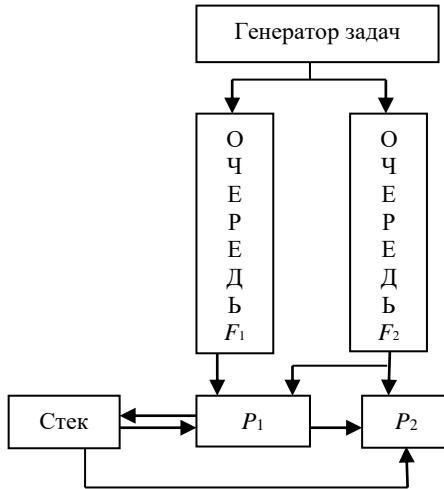 Генератор задач
О
Ч
Е
Р
Е
Д
Ь
F1
О
Ч
Е
Р
Е
Д
Ь
F2
Стек
P1
P2